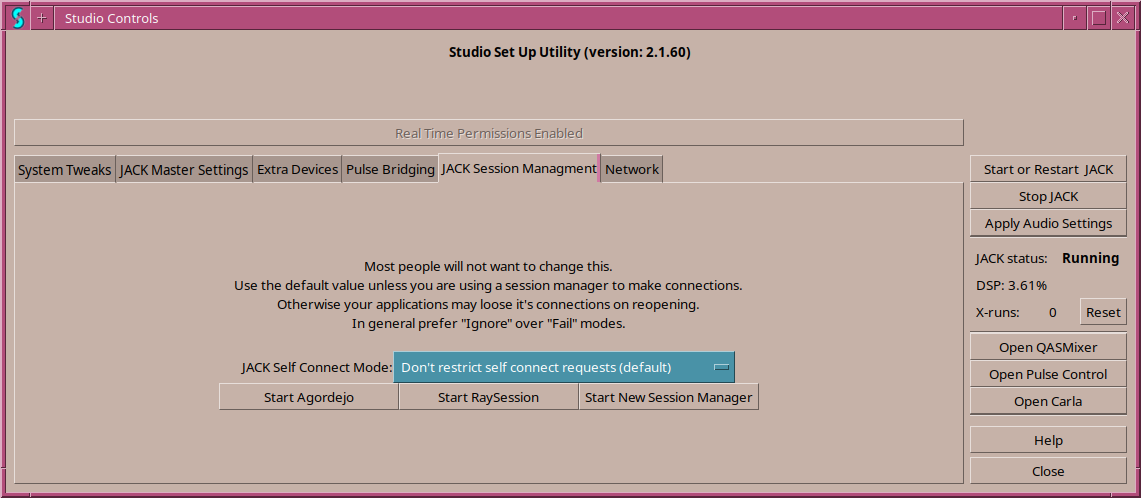 Studio Controls
Studio Set Up Utility (version: 2.1.60)
Real Time Permissions Enabled
System Tweaks
JACK Master Settings
Extra Devices
Pulse Bridging
JACK Session Managment
Network
Most people will not want to change this.
Use the default value unless you are using a session manager to make connections.
Otherwise your applications may loose it's connections on reopening.
In general prefer "Ignore" over "Fail" modes.
JACK Self Connect Mode:
Don't restrict self connect requests (default)
Start Agordejo
Start RaySession
Start New Session Manager
Start or Restart JACK
Stop JACK
Apply Audio Settings
JACK status: Running
DSP: 3.61%
X-runs: 0 Reset
Open QASMixer
Open Pulse Control
Open Carla
Help
Close